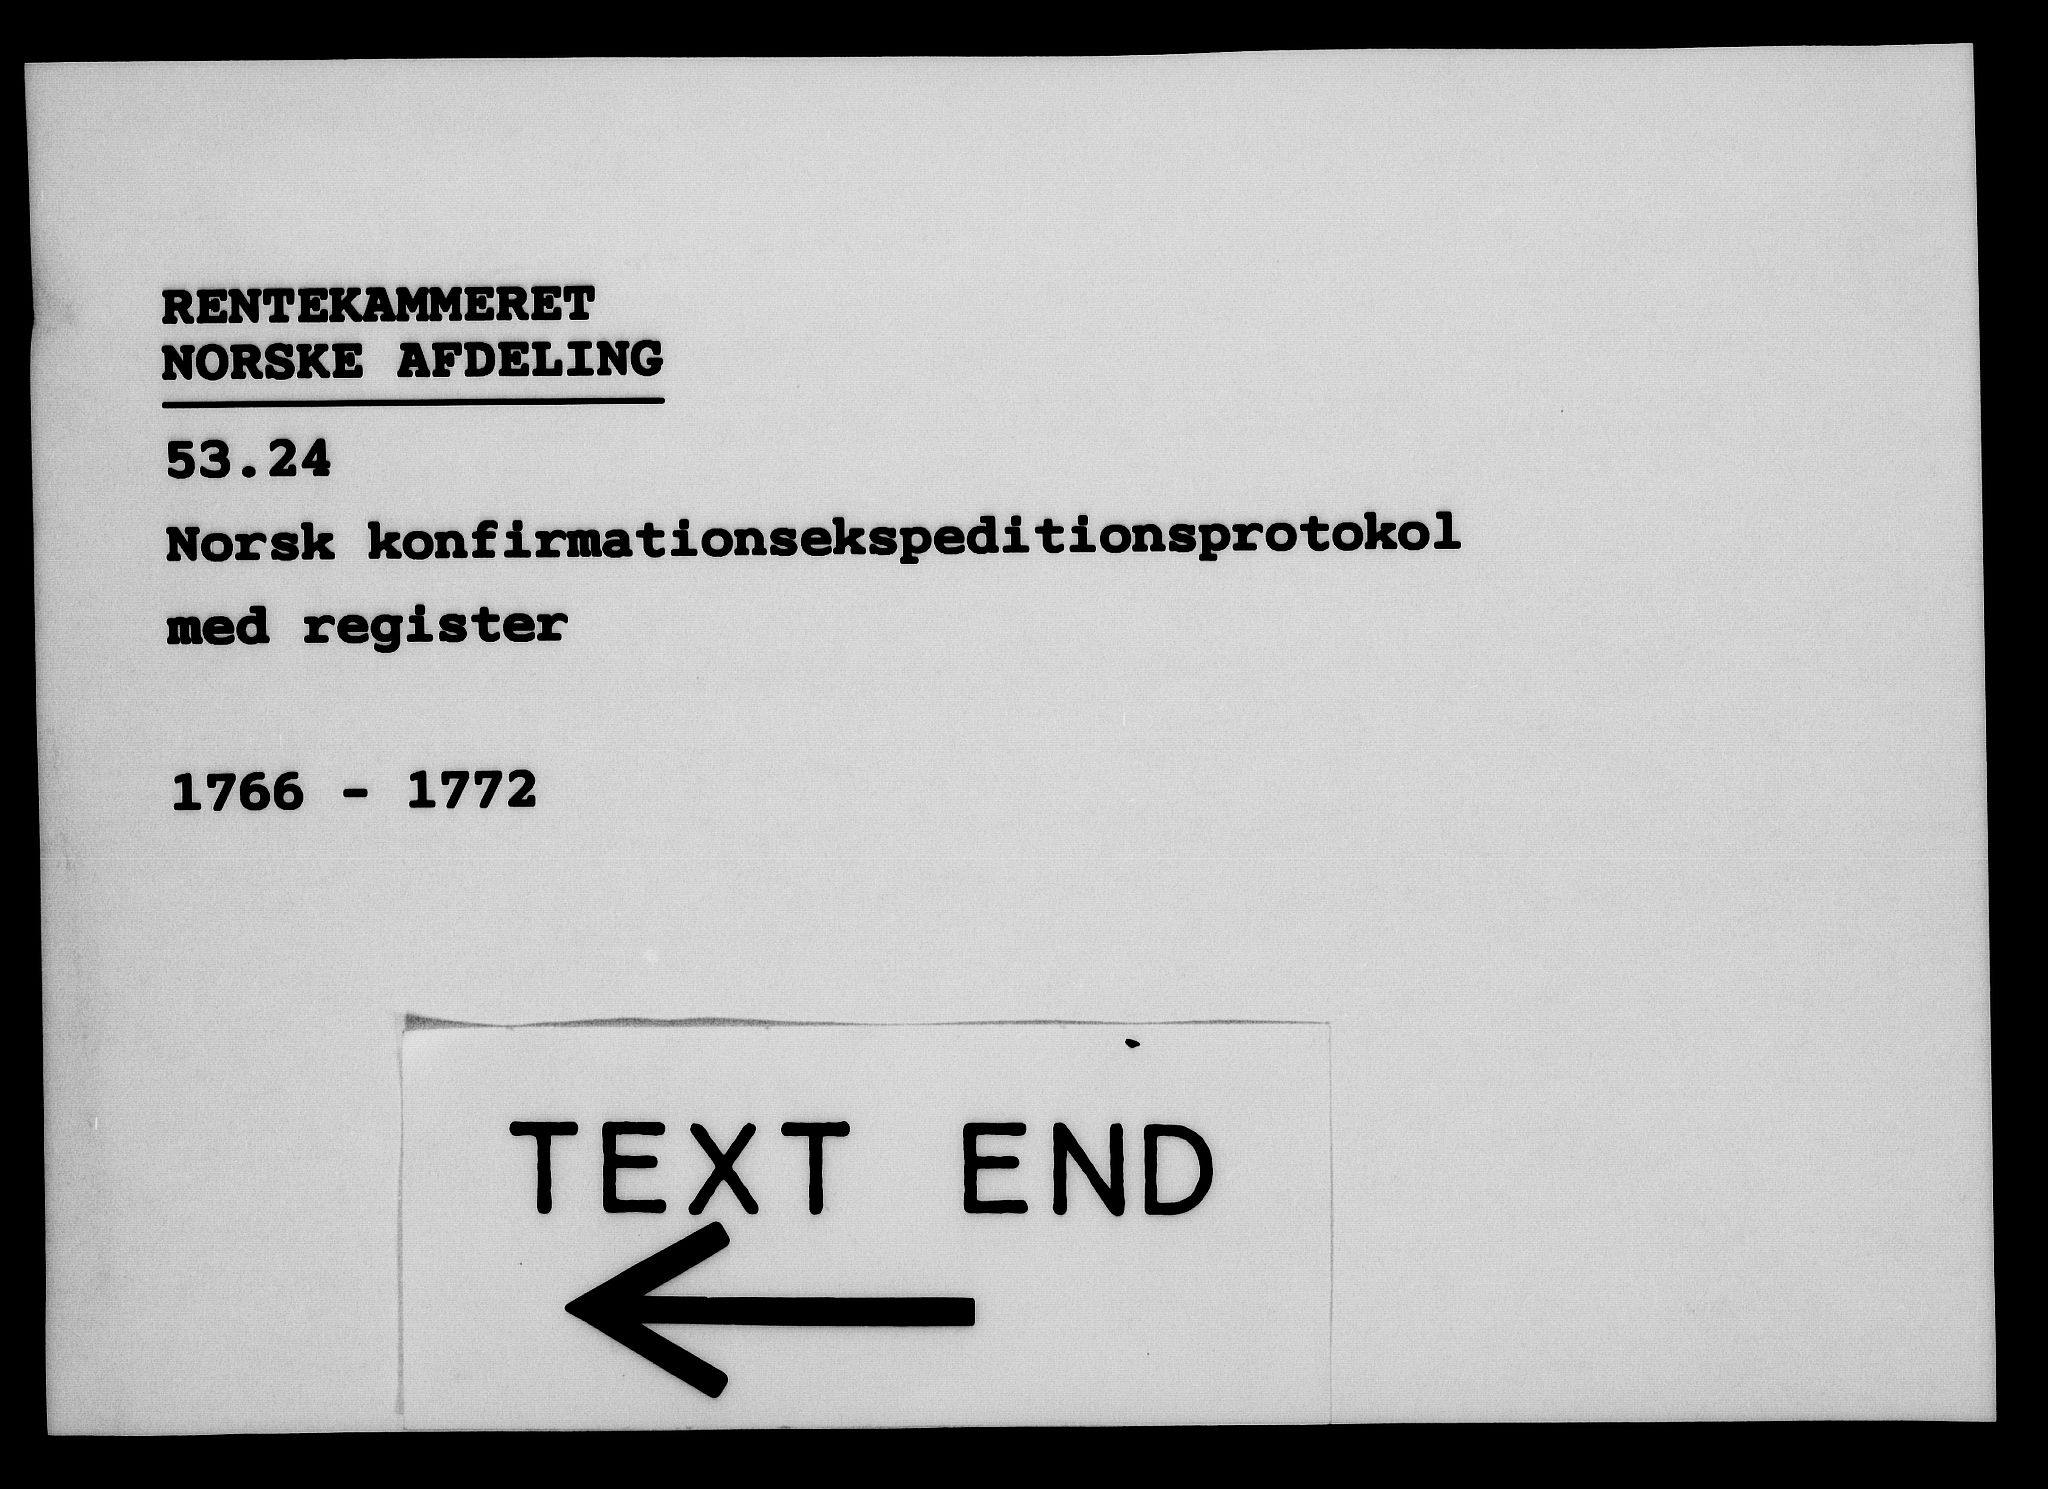 RENTEKAMMERET
NORSKE AFDELING
53.24
Norsk konfirmationsekspeditionsprotokol
med register
1766 - 1772
TEXT END